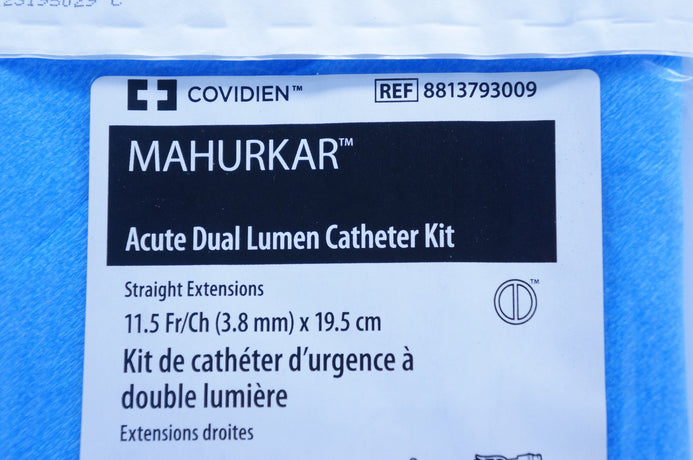 COVIDIEN™
REF 8813793009
MAHURKAR™
Acute Dual Lumen Catheter Kit
Straight Extensions
™
11.5 Fr/Ch (3.8 mm) x 19.5 cm
Kit de cathéter d'urgence à
double lumière
Extensions droites